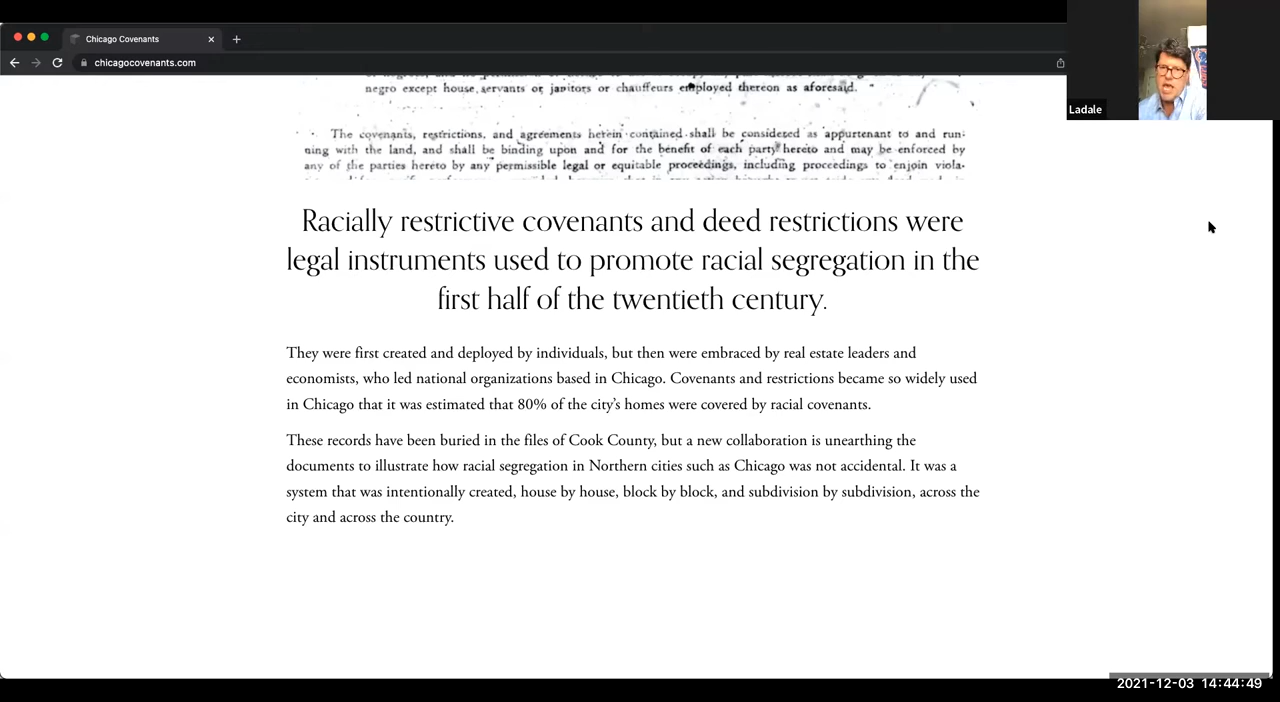 Chicago Covenants
chicagocovenants.com
Ladale
negro except house, servants or janitors or chauffeurs employed thereon as aforesaid.
The covenants, restrictions, and agreements herein contained shall be considered as appurtenant to and run-
ning with the land, and shall be binding upon and for the benefit of each party hereto and may be enforced by
any of the parties hereto by any permissible legal or equitable proceedings, including proceedings to enjoin viola-
Racially restrictive covenants and deed restrictions were
legal instruments used to promote racial segregation in the
first half of the twentieth century.
They were first created and deployed by individuals, but then were embraced by real estate leaders and
economists, who led national organizations based in Chicago. Covenants and restrictions became so widely used
in Chicago that it was estimated that 80% of the city’s homes were covered by racial covenants.
These records have been buried in the files of Cook County, but a new collaboration is unearthing the
documents to illustrate how racial segregation in Northern cities such as Chicago was not accidental. It was a
system that was intentionally created, house by house, block by block, and subdivision by subdivision, across the
city and across the country.
2021-12-03 14:44:49